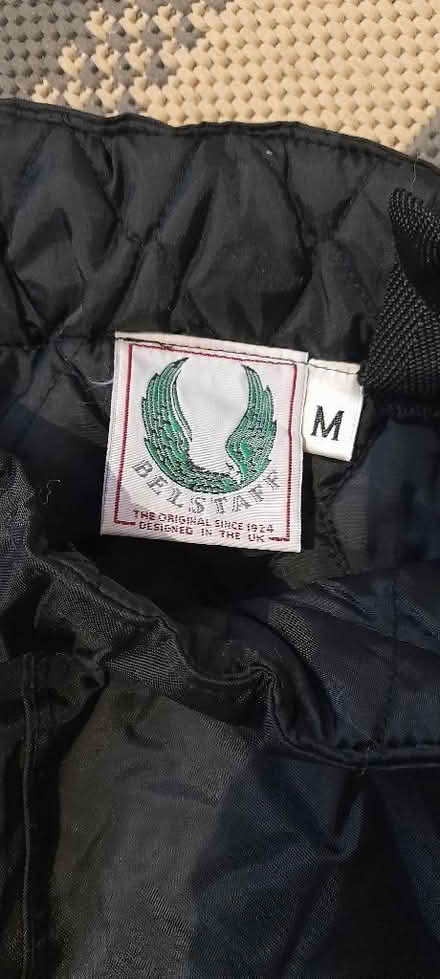 BELSTAFF
THE ORIGINAL SINCE 1924
DESIGNED IN THE UK
M